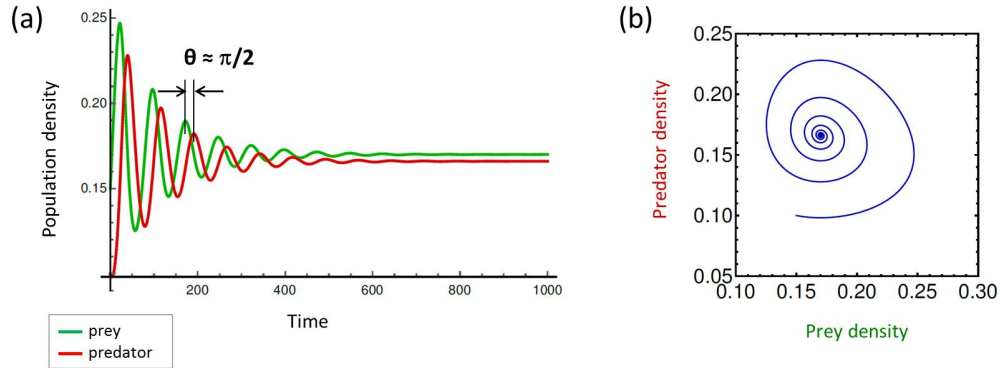 (a)
Population density
0.25
0.20
0.15
θ ≈ π/2
200
400
600
800
1000
Time
prey
predator
(b)
Predator density
0.25
0.20
0.15
0.10
0.05
0.10
0.15
0.20
0.25
0.30
Prey density